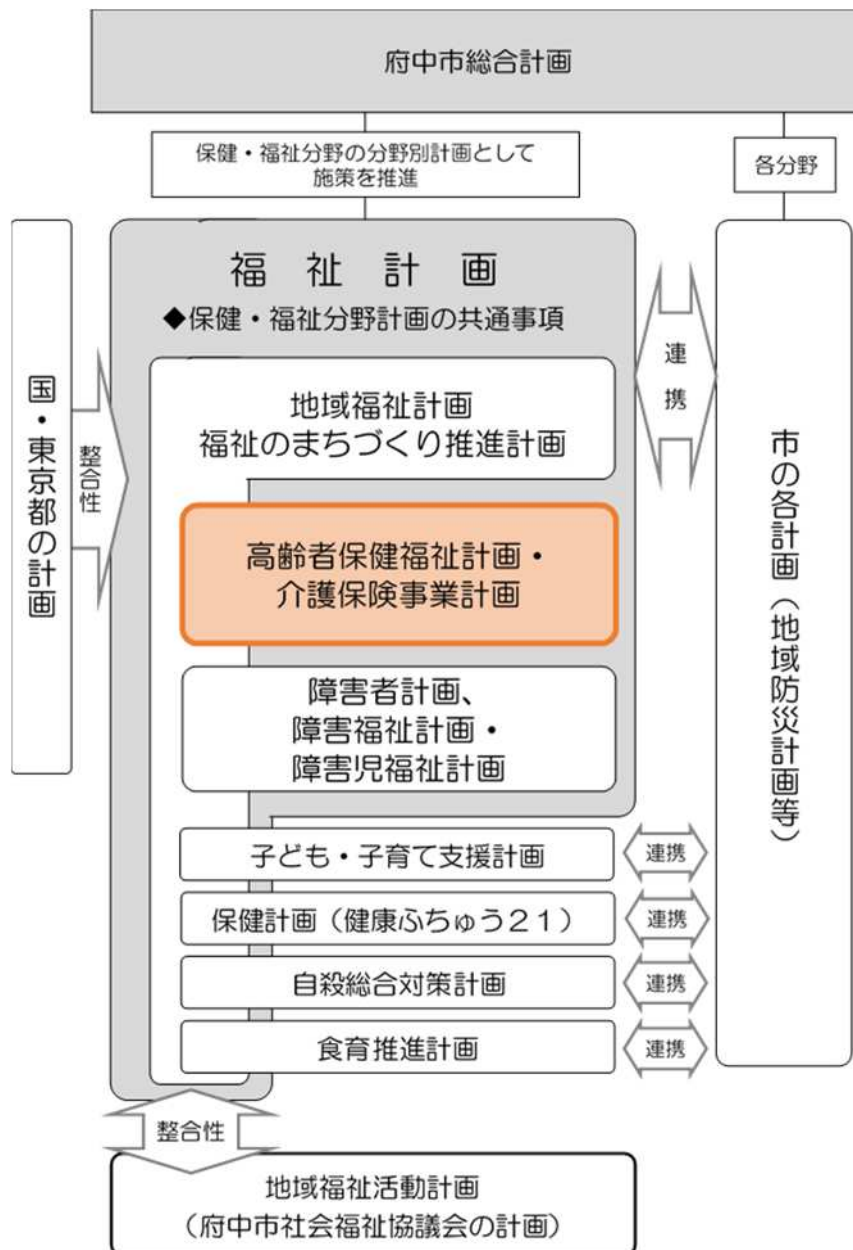 府中市総合計画
保健・福祉分野の分野別計画として
施策を推進
各分野
国・東京都の計画
整合性
福祉計画
◆保健・福祉分野計画の共通事項
連携
市の各計画（地域防災計画等）
地域福祉計画
福祉のまちづくり推進計画
高齢者保健福祉計画・
介護保険事業計画
障害者計画、
障害福祉計画・
障害児福祉計画
子ども・子育て支援計画
連携
保健計画（健康ふちゅう２１）
連携
自殺総合対策計画
連携
食育推進計画
連携
整合性
地域福祉活動計画
（府中市社会福祉協議会の計画）